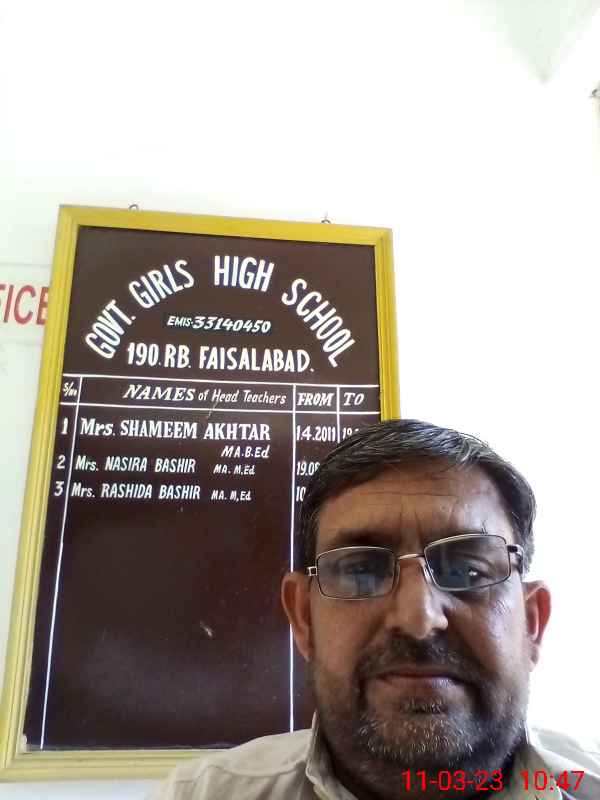 GOVT. GIRLS HIGH SCHOOL
EMIS-33140450
190.RB. FAISALABAD.
S/No NAMES of Head Teachers FROM TO
1 Mrs. SHAMEEM AKHTAR 1.4.2011
MA.B.Ed
2 Mrs. NASIRA BASHIR MA. M,Ed
3 Mrs. RASHIDA BASHIR MA. M,Ed
11-03-23 10:47